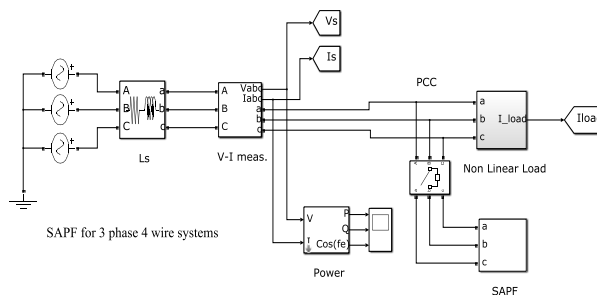 Vs
Is
A
B
C
a
b
c
Ls
A
B
C
Vabc
Iabc
a
b
c
V-I meas.
PCC
a
b
c
I_load
Iloa
Non Linear Load
V
I
P
Q
Cos(fe)
Power
a
b
c
SAPF
SAPF for 3 phase 4 wire systems